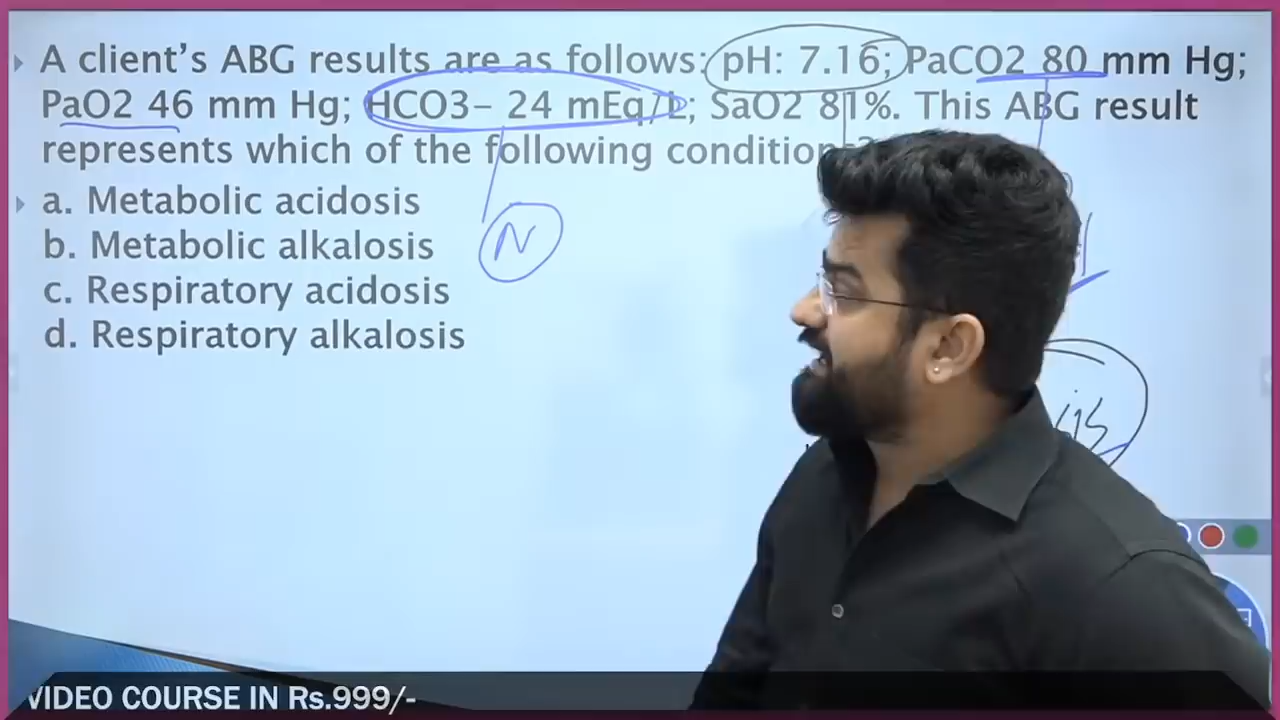 A client's ABG results are as follows: pH: 7.16; PaCO2 80 mm Hg;
PaO2 46 mm Hg; HCO3- 24 mEq/L; SaO2 81%. This ABG result
represents which of the following condition
a. Metabolic acidosis
b. Metabolic alkalosis
c. Respiratory acidosis
d. Respiratory alkalosis
N
VIDEO COURSE IN Rs.999/-